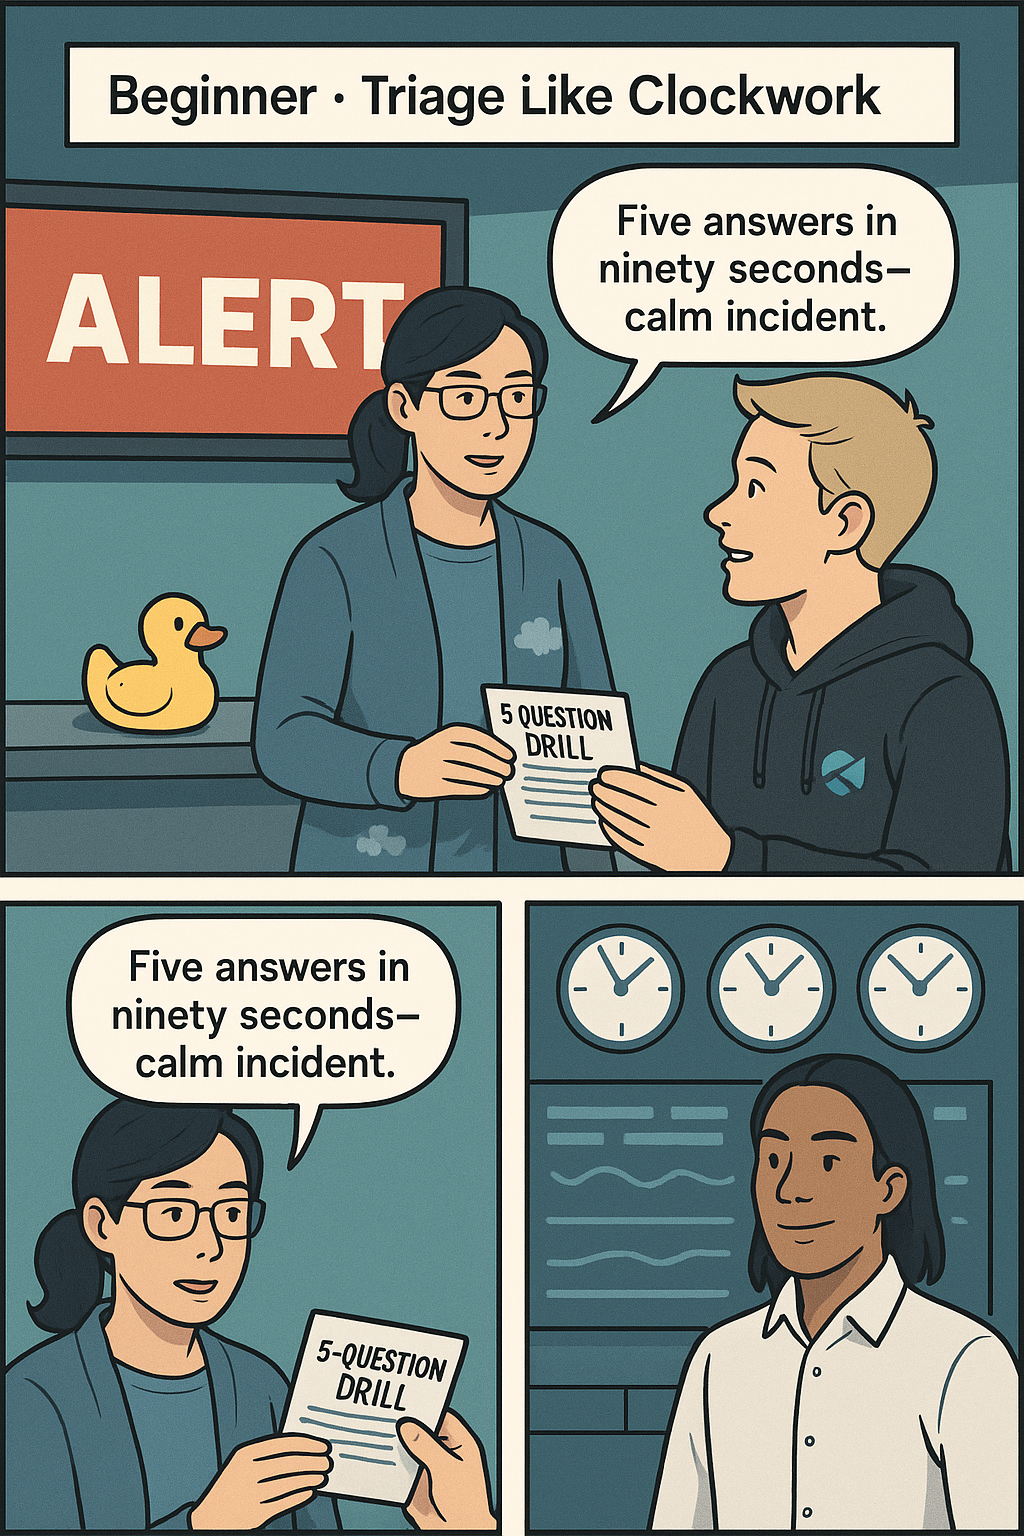 Beginner · Triage Like Clockwork
Five answers in
ninety seconds—
calm incident.
ALERT
5 QUESTION
DRILL
Five answers in
ninety seconds—
calm incident.
5-QUESTION
DRILL